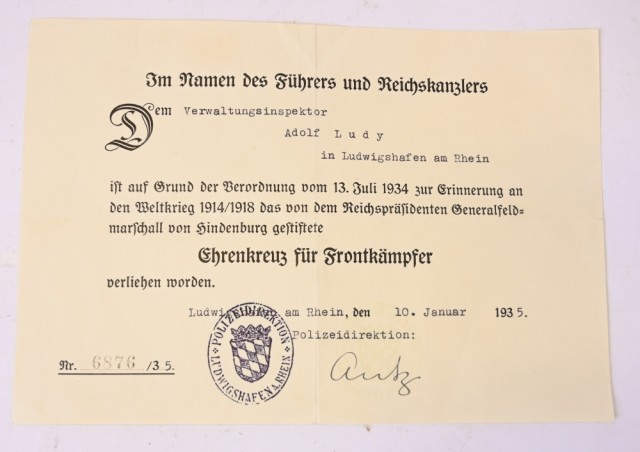 Im Namen des Führers und Reichskanzlers
Dem Verwaltungsinspektor
Adolf Ludy
in Ludwigshafen am Rhein
ist auf Grund der Verordnung vom 13. Juli 1934 zur Erinnerung an
den Weltkrieg 1914/1918 das von dem Reichspräsidenten Generalfeld-
marschall von Hindenburg gestiftete
Ehrenkreuz für Frontkämpfer
verliehen worden.
Ludwigshafen am Rhein, den 10. Januar 1935.
Polizeidirektion:
Nr. 6876 /35.
POLIZEIDIREKTION
LUDWIGSHAFEN A. RHEIN
Antz